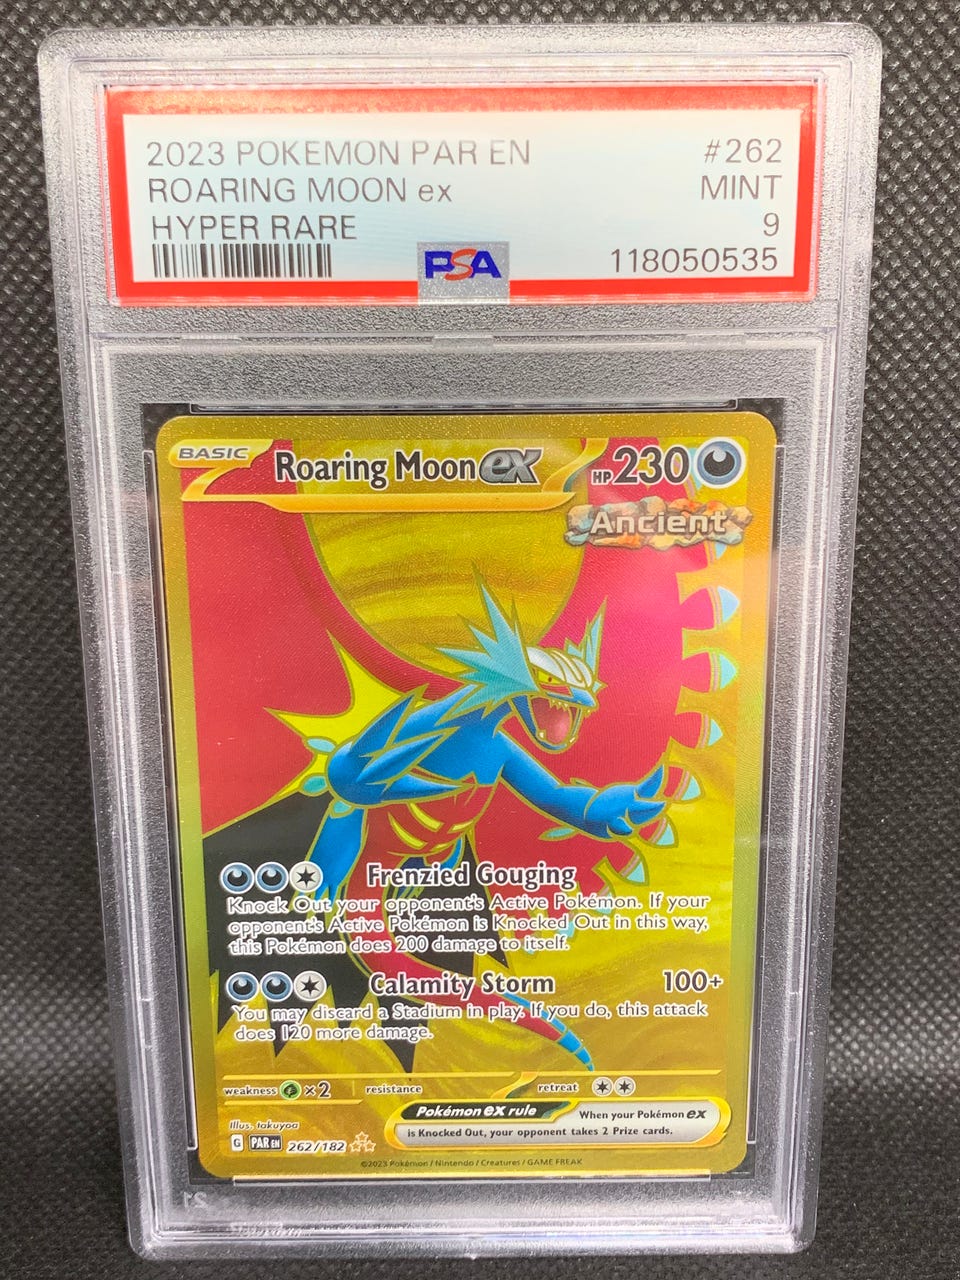 2023 POKEMON PAR EN #262
ROARING MOON ex MINT
HYPER RARE 9
PSA 118050535
BASIC Roaring Moon ex HP 230
Ancient
Frenzied Gouging
Knock Out your opponent's Active Pokémon. If your
opponent's Active Pokémon is Knocked Out in this way,
this Pokémon does 200 damage to itself.
Calamity Storm 100+
You may discard a Stadium in play. If you do, this attack
does 120 more damage.
weakness ×2 resistance retreat
Pokémon ex rule When your Pokémon ex
is Knocked Out, your opponent takes 2 Prize cards.
Illus. takuyoa
G PAR EN 262/182
©2023 Pokémon / Nintendo / Creatures / GAME FREAK